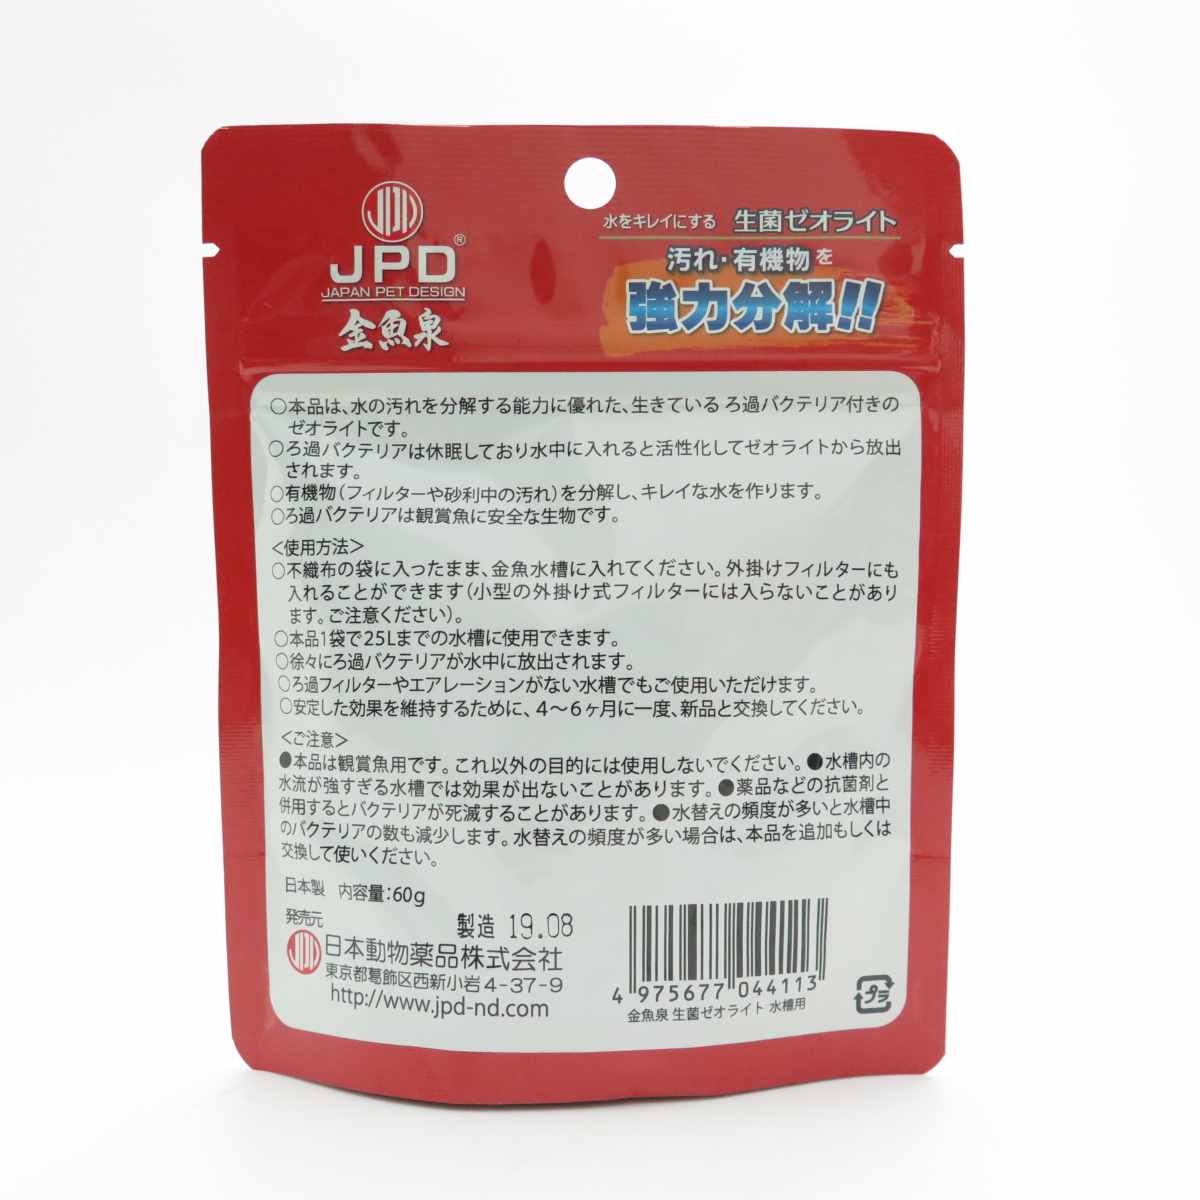 JPD®
JAPAN PET DESIGN
金魚泉
水をキレイにする 生菌ゼオライト
汚れ・有機物を
強力分解!!
○本品は、水の汚れを分解する能力に優れた、生きている ろ過バクテリア付きの
ゼオライトです。
○ろ過バクテリアは休眠しており水中に入れると活性化してゼオライトから放出
されます。
○有機物(フィルターや砂利中の汚れ)を分解し、キレイな水を作ります。
○ろ過バクテリアは観賞魚に安全な生物です。
<使用方法>
○不織布の袋に入ったまま、金魚水槽に入れてください。外掛けフィルターにも
入れることができます(小型の外掛け式フィルターには入らないことがあり
ます。ご注意ください)。
○本品1袋で25Lまでの水槽に使用できます。
○徐々にろ過バクテリアが水中に放出されます。
○ろ過フィルターやエアレーションがない水槽でもご使用いただけます。
○安定した効果を維持するために、4～6ヶ月に一度、新品と交換してください。
<ご注意>
●本品は観賞魚用です。これ以外の目的には使用しないでください。●水槽内の
水流が強すぎる水槽では効果が出ないことがあります。●薬品などの抗菌剤と
併用するとバクテリアが死滅することがあります。●水替えの頻度が多いと水槽中
のバクテリアの数も減少します。水替えの頻度が多い場合は、本品を追加もしくは
交換して使いください。
日本製 内容量:60g
発売元
製造 19.08
日本動物薬品株式会社
東京都葛飾区西新小岩4-37-9
http://www.jpd-nd.com
4 975677 044113
金魚泉 生菌ゼオライト 水槽用
プラ